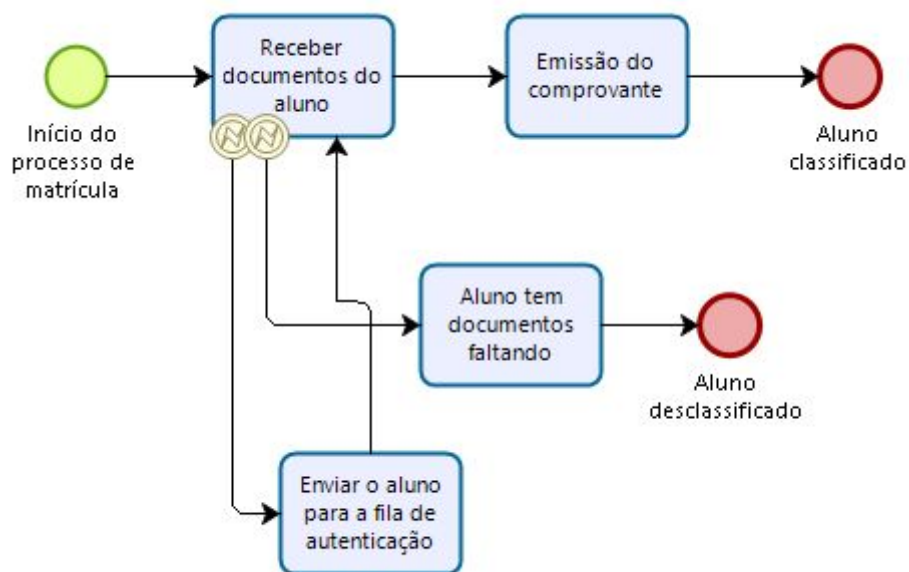 Receber
documentos do
aluno
Emissão do
comprovante
Início do
processo de
matrícula
Aluno
classificado
Aluno tem
documentos
faltando
Aluno
desclassificado
Enviar o aluno
para a fila de
autenticação